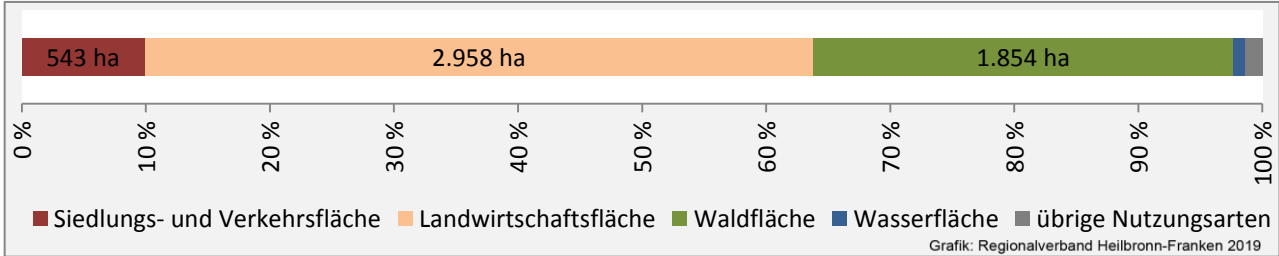 543 ha 2.958 ha 1.854 ha
0 % 10 % 20 % 30 % 40 % 50 % 60 % 70 % 80 % 90 % 100 %
Siedlungs- und Verkehrsfläche Landwirtschaftsfläche Waldfläche Wasserfläche übrige Nutzungsarten
Grafik: Regionalverband Heilbronn-Franken 2019